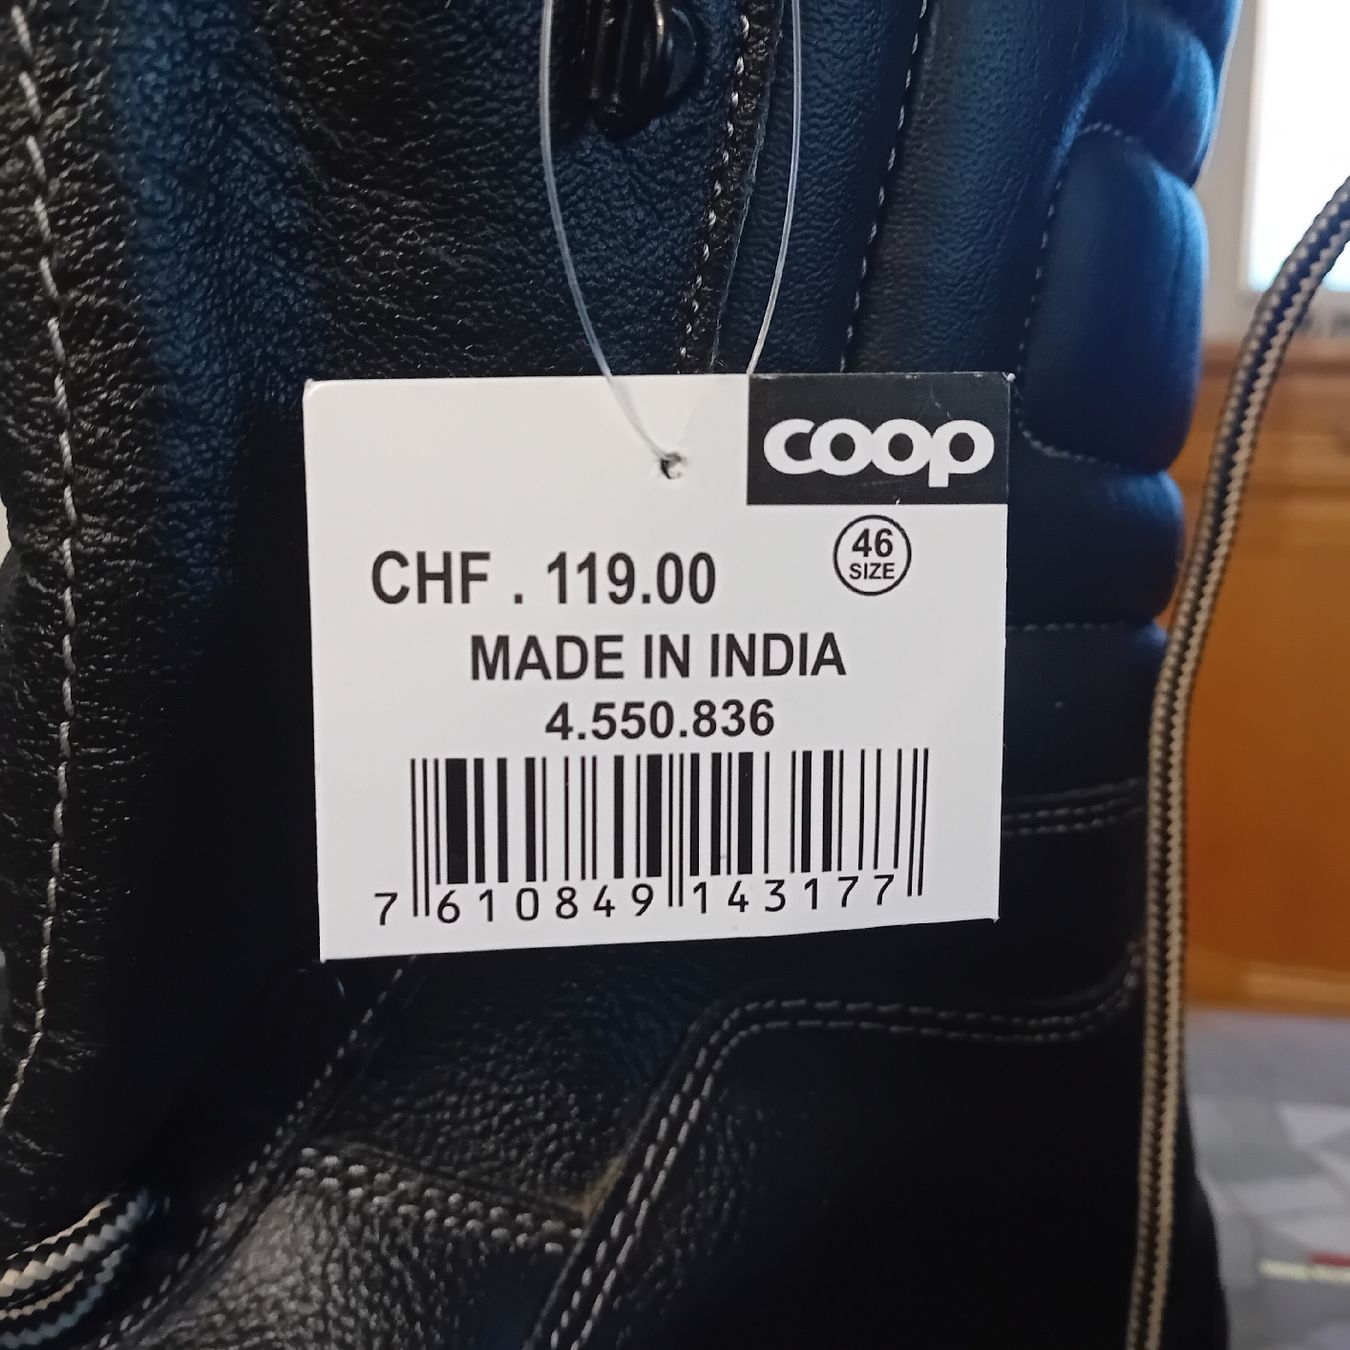 coop
46
SIZE
CHF . 119.00
MADE IN INDIA
4.550.836
7 610849 143177